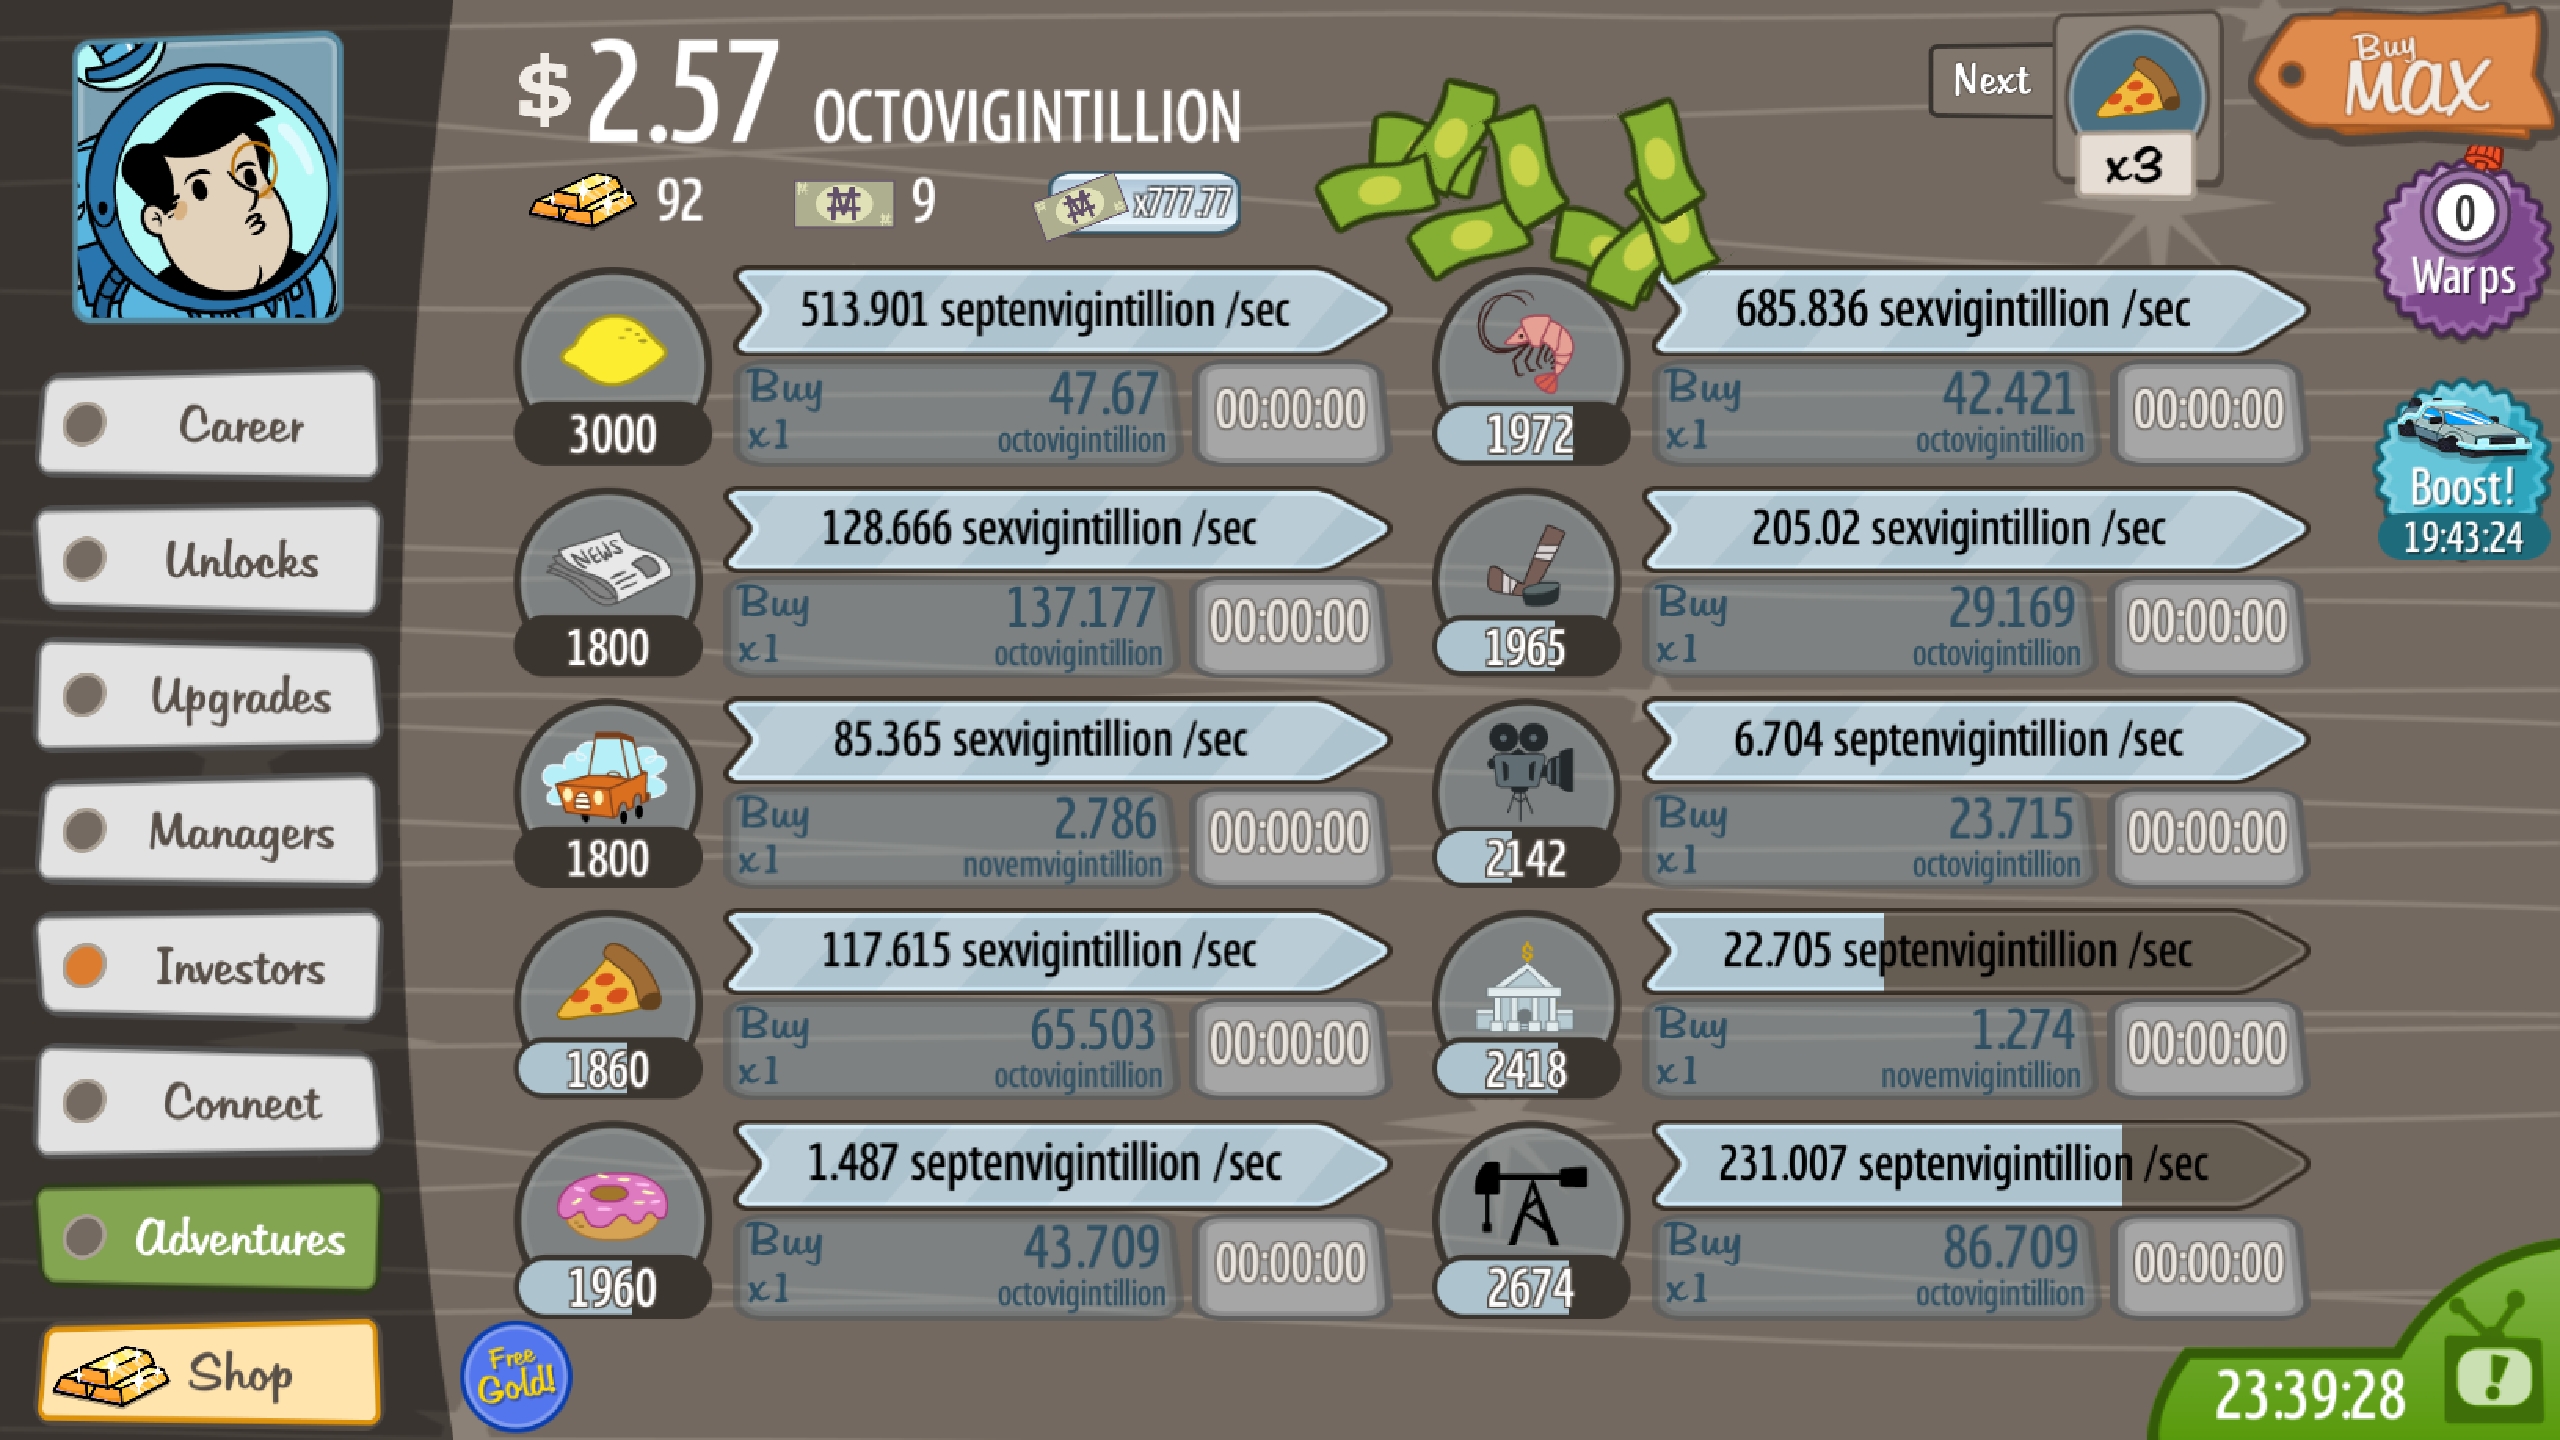 $2.57 OCTOVIGINTILLION
92
9
x777.77
Next
x3
Buy
MAX
0
Warps
Boost!
19:43:24
Career
Unlocks
Upgrades
Managers
Investors
Connect
Adventures
Shop
513.901 septenvigintillion /sec
3000
Buy x1
47.67
octovigintillion
00:00:00
NEWS
128.666 sexvigintillion /sec
1800
Buy x1
137.177
octovigintillion
00:00:00
85.365 sexvigintillion /sec
1800
Buy x1
2.786
novemvigintillion
00:00:00
117.615 sexvigintillion /sec
1860
Buy x1
65.503
octovigintillion
00:00:00
1.487 septenvigintillion /sec
1960
Buy x1
43.709
octovigintillion
00:00:00
685.836 sexvigintillion /sec
1972
Buy x1
42.421
octovigintillion
00:00:00
205.02 sexvigintillion /sec
1965
Buy x1
29.169
octovigintillion
00:00:00
6.704 septenvigintillion /sec
2142
Buy x1
23.715
octovigintillion
00:00:00
$
22.705 septenvigintillion /sec
2418
Buy x1
1.274
novemvigintillion
00:00:00
231.007 septenvigintillion /sec
2674
Buy x1
86.709
octovigintillion
00:00:00
Free
Gold!
23:39:28
!